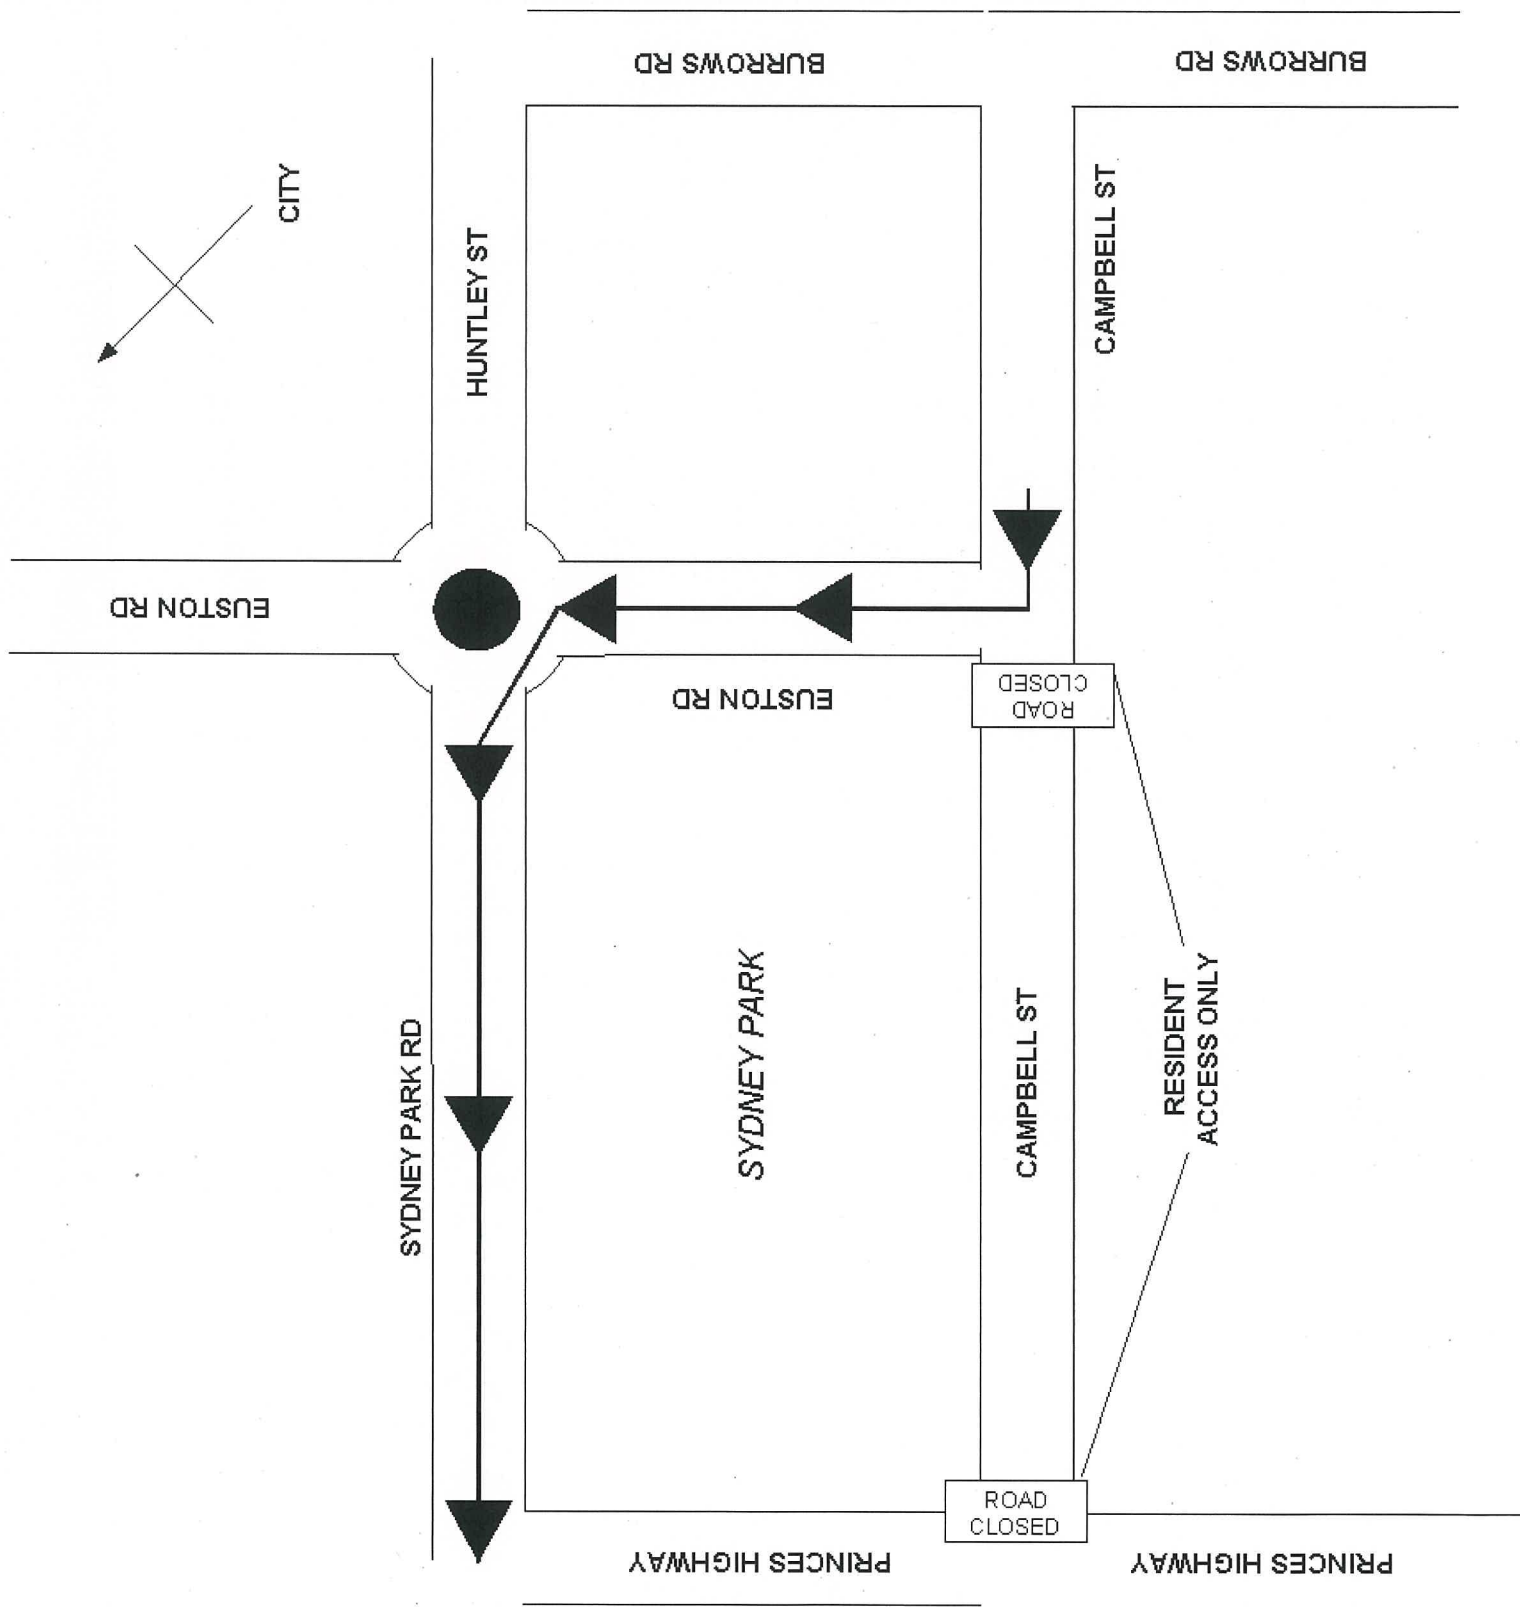 BURROWS RD
BURROWS RD
CITY
HUNTLEY ST
CAMPBELL ST
EUSTON RD
EUSTON RD
ROAD
CLOSED
SYDNEY PARK RD
SYDNEY PARK
CAMPBELL ST
RESIDENT
ACCESS ONLY
ROAD
CLOSED
PRINCES HIGHWAY
PRINCES HIGHWAY